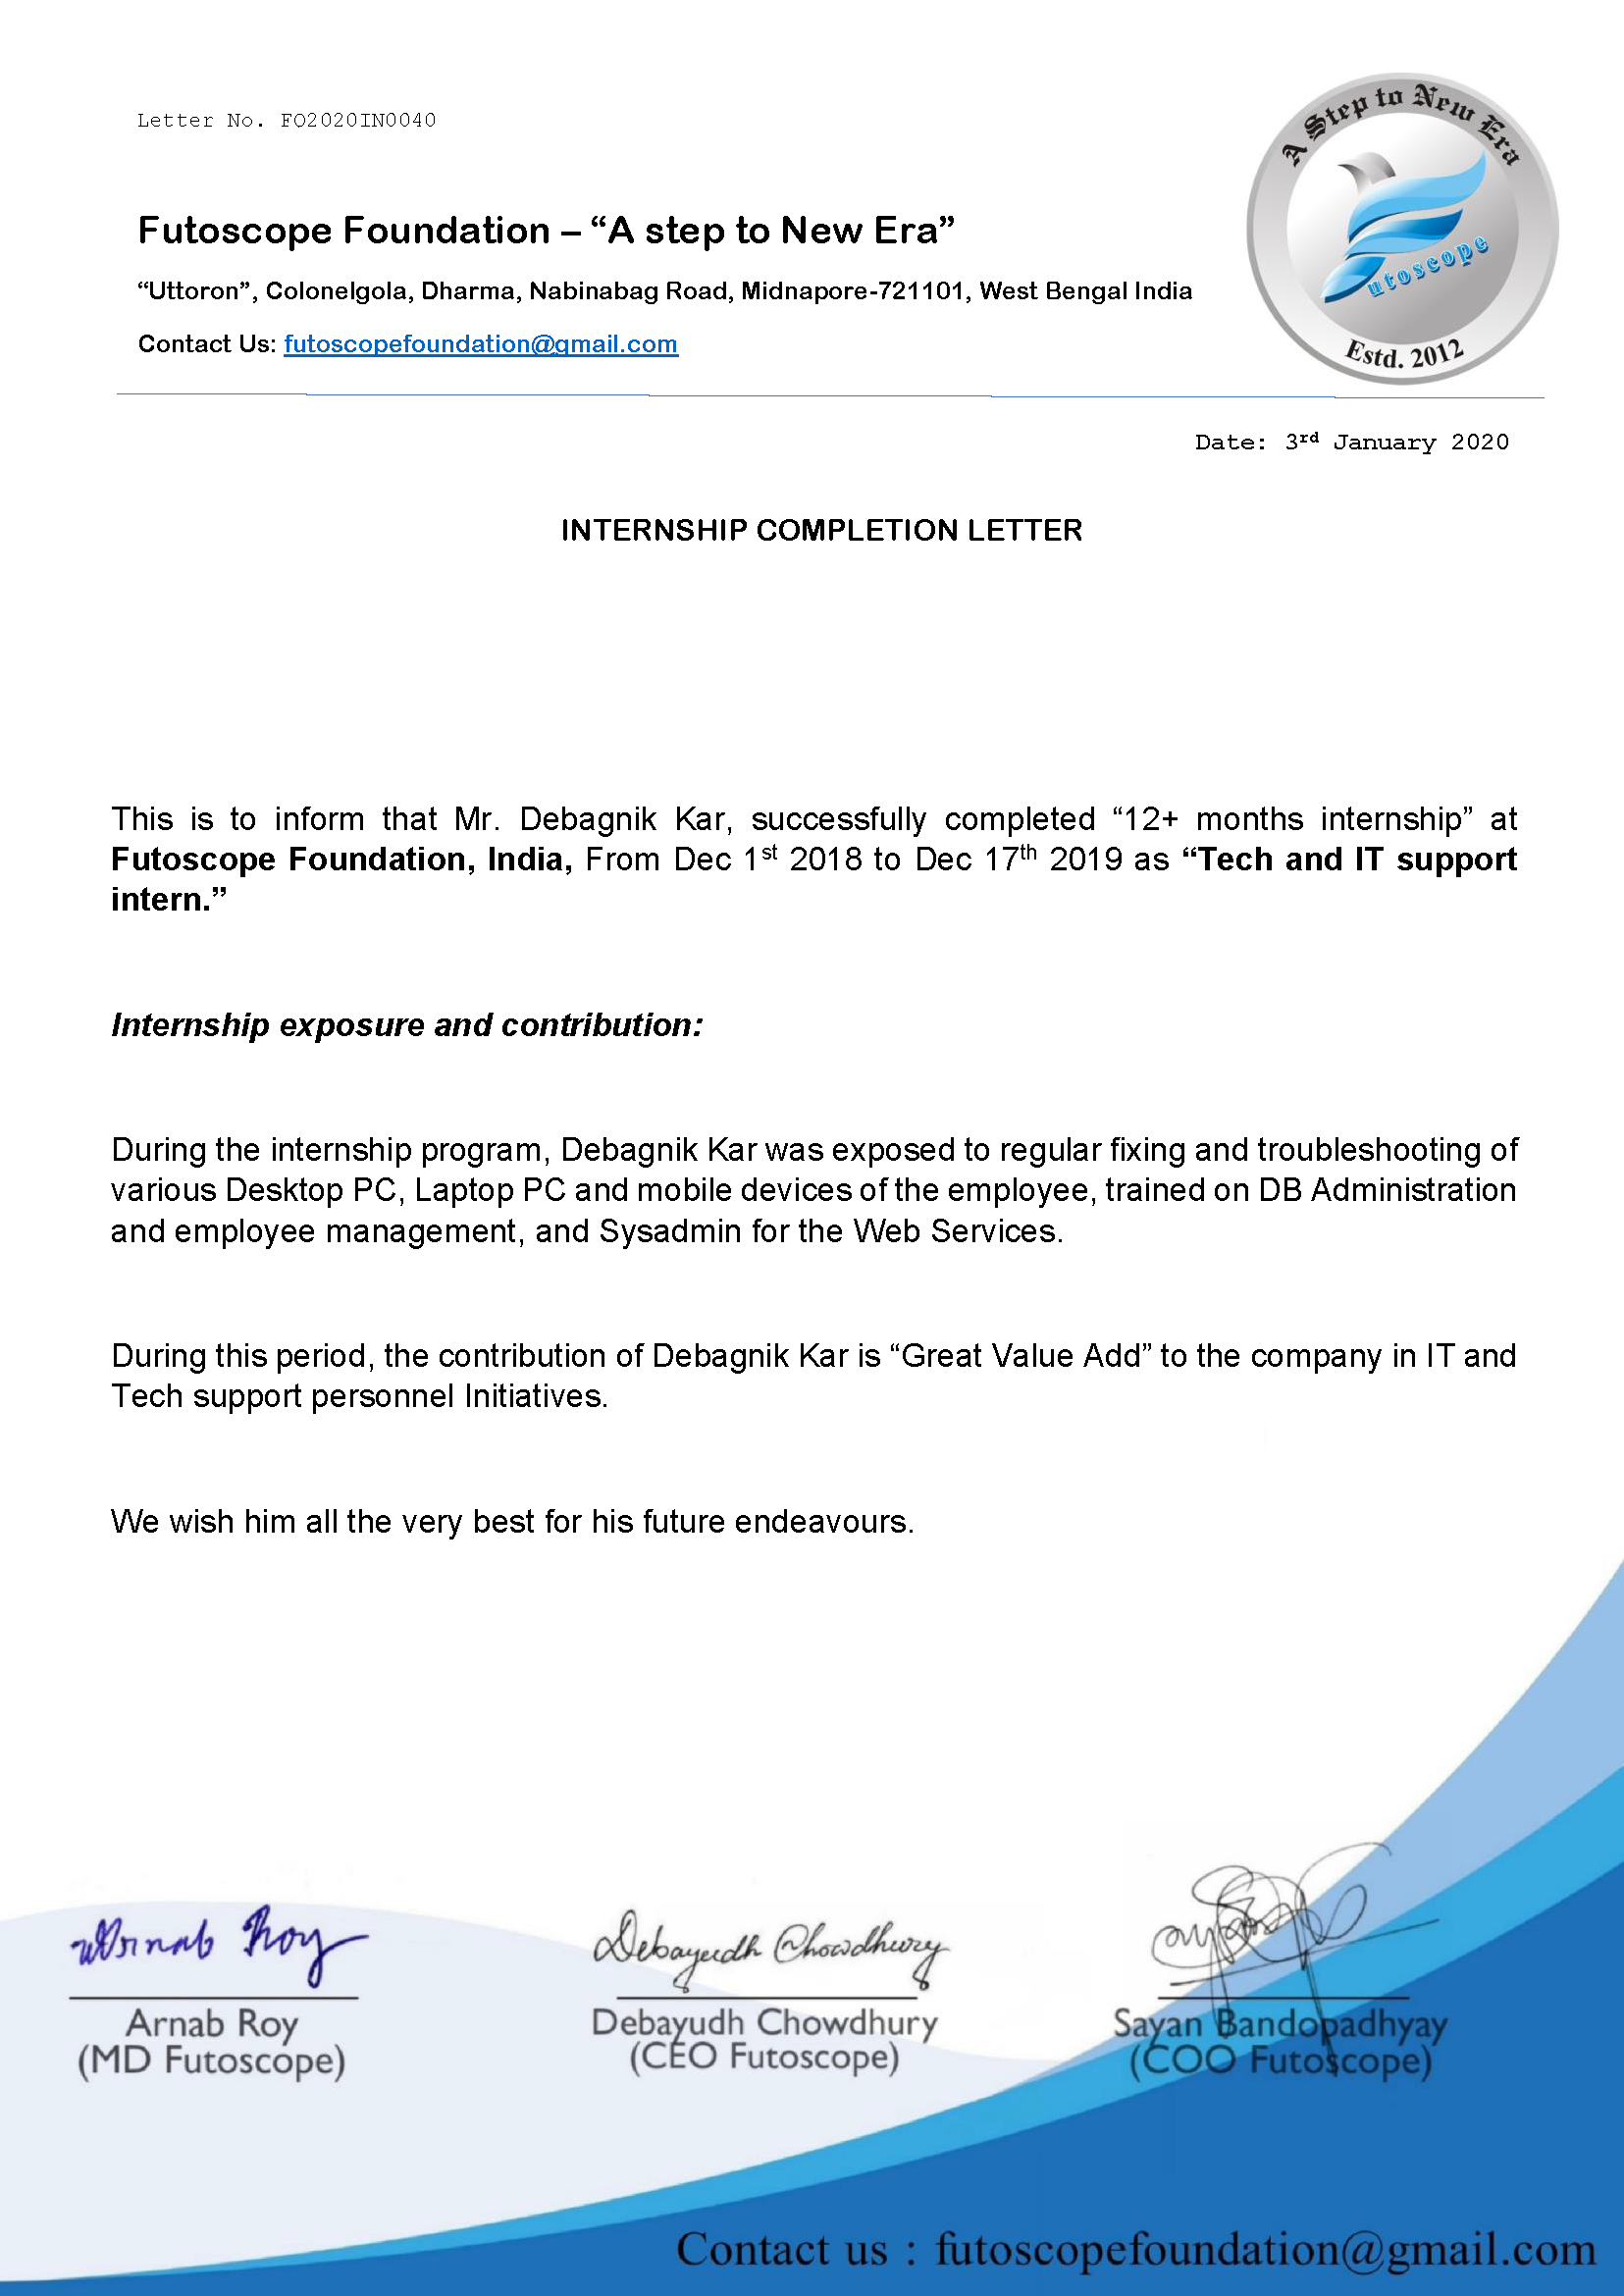 Letter No. FO2020IN0040
A Step to New Era
Futoscope Foundation – “A step to New Era”
“Uttoron”, Colonelgola, Dharma, Nabinabag Road, Midnapore-721101, West Bengal India
utoscope
Contact Us: futoscopefoundation@gmail.com
Estd. 2012
Date: 3rd January 2020
INTERNSHIP COMPLETION LETTER
This is to inform that Mr. Debagnik Kar, successfully completed “12+ months internship” at
Futoscope Foundation, India, From Dec 1st 2018 to Dec 17th 2019 as “Tech and IT support
intern.”
Internship exposure and contribution:
During the internship program, Debagnik Kar was exposed to regular fixing and troubleshooting of
various Desktop PC, Laptop PC and mobile devices of the employee, trained on DB Administration
and employee management, and Sysadmin for the Web Services.
During this period, the contribution of Debagnik Kar is “Great Value Add” to the company in IT and
Tech support personnel Initiatives.
We wish him all the very best for his future endeavours.
Arnab Roy
Debayudh Chowdhury
Arnab Roy
(MD Futoscope)
Debayudh Chowdhury
(CEO Futoscope)
Sayan Bandopadhyay
(COO Futoscope)
Contact us : futoscopefoundation@gmail.com